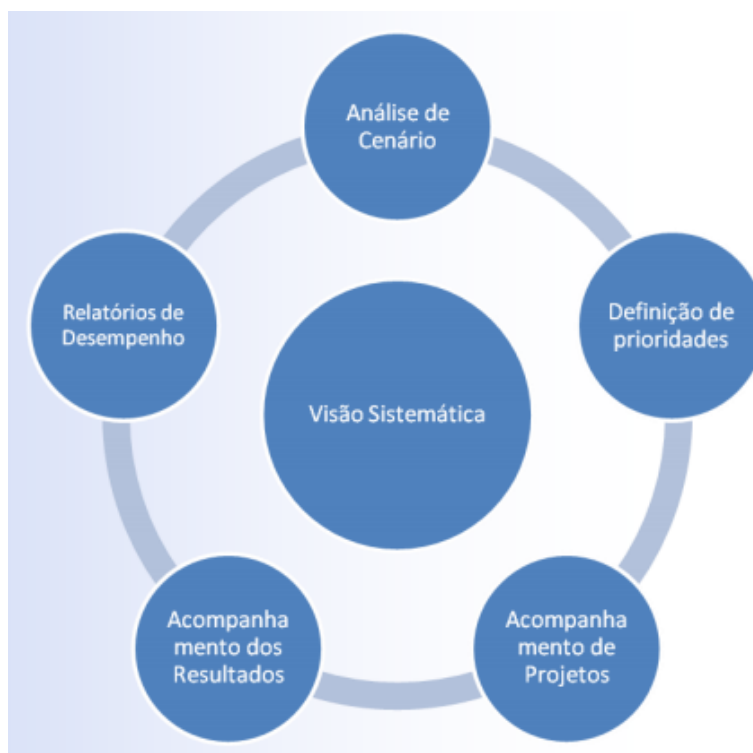 Análise de
Cenário
Definição de
prioridades
Acompanha
mento de
Projetos
Acompanha
mento dos
Resultados
Relatórios de
Desempenho
Visão Sistemática